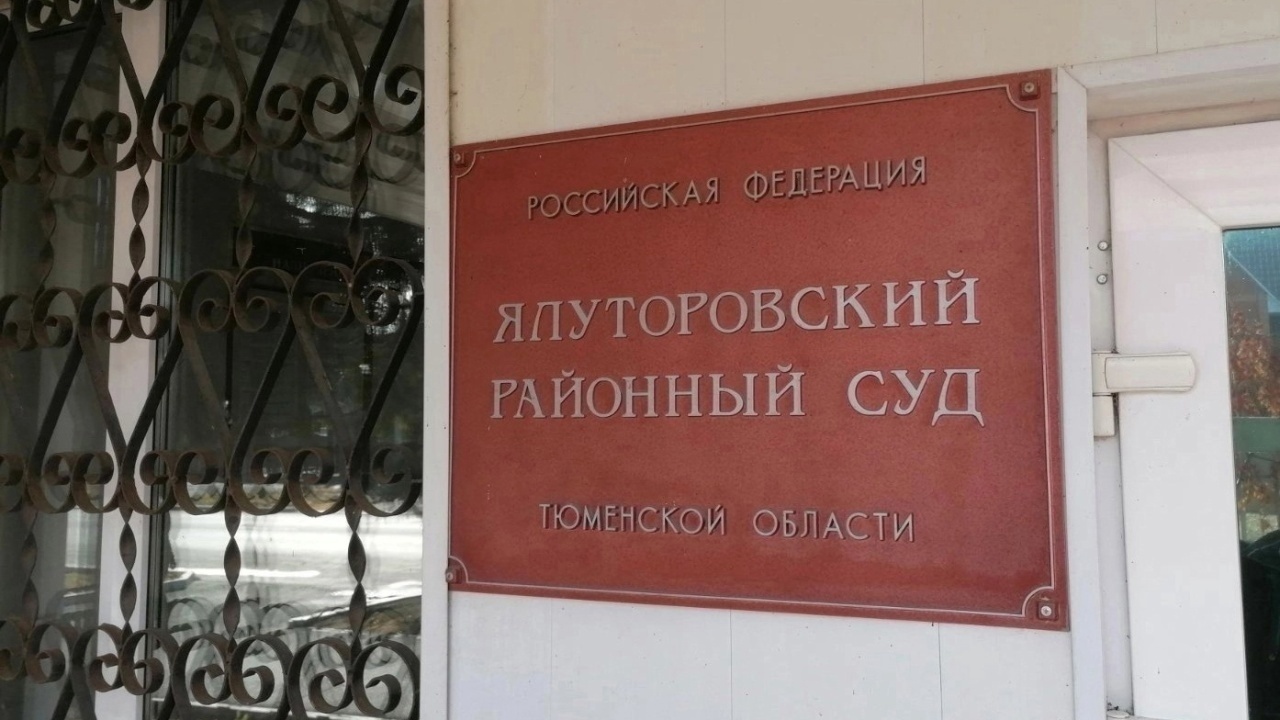 РОССИЙСКАЯ ФЕДЕРАЦИЯ
ЯЛУТОРОВСКИЙ
РАЙОННЫЙ СУД
ТЮМЕНСКОЙ ОБЛАСТИ